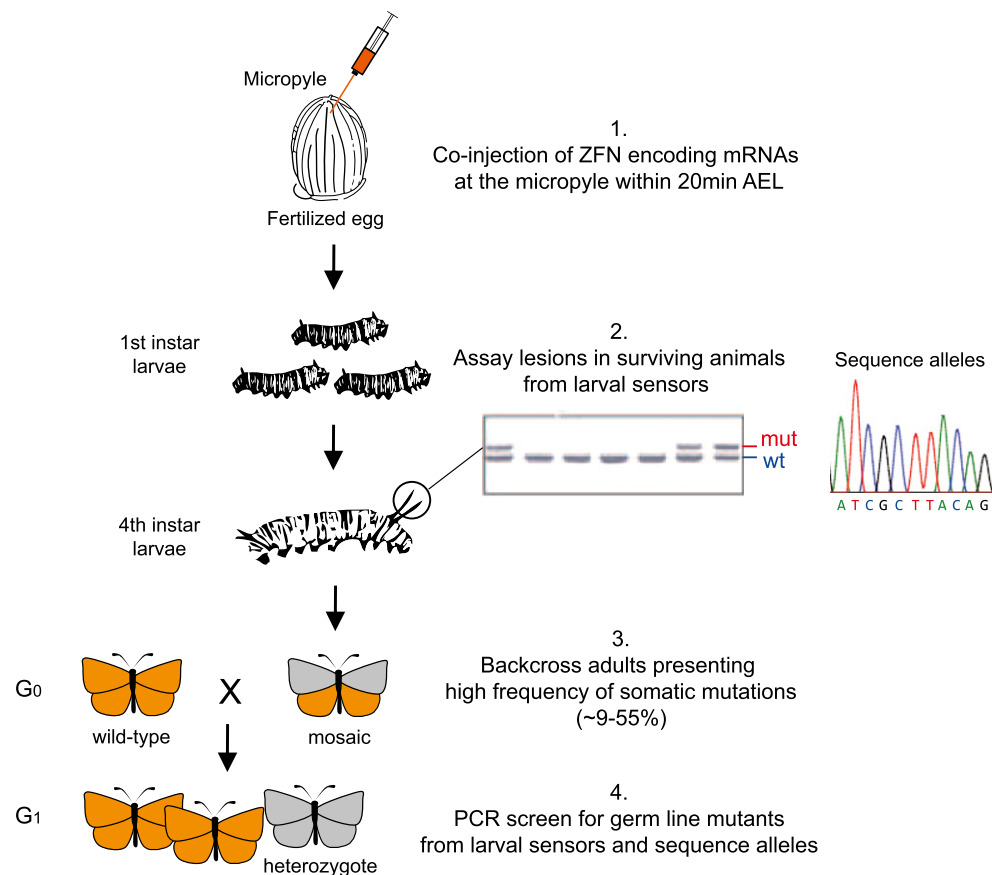 Micropyle
Fertilized egg
1.
Co-injection of ZFN encoding mRNAs
at the micropyle within 20min AEL
1st instar
larvae
2.
Assay lesions in surviving animals
from larval sensors
mut
wt
Sequence alleles
A T C G C T T A C A G
4th instar
larvae
G0
X
wild-type
mosaic
3.
Backcross adults presenting
high frequency of somatic mutations
(~9-55%)
G1
heterozygote
4.
PCR screen for germ line mutants
from larval sensors and sequence alleles